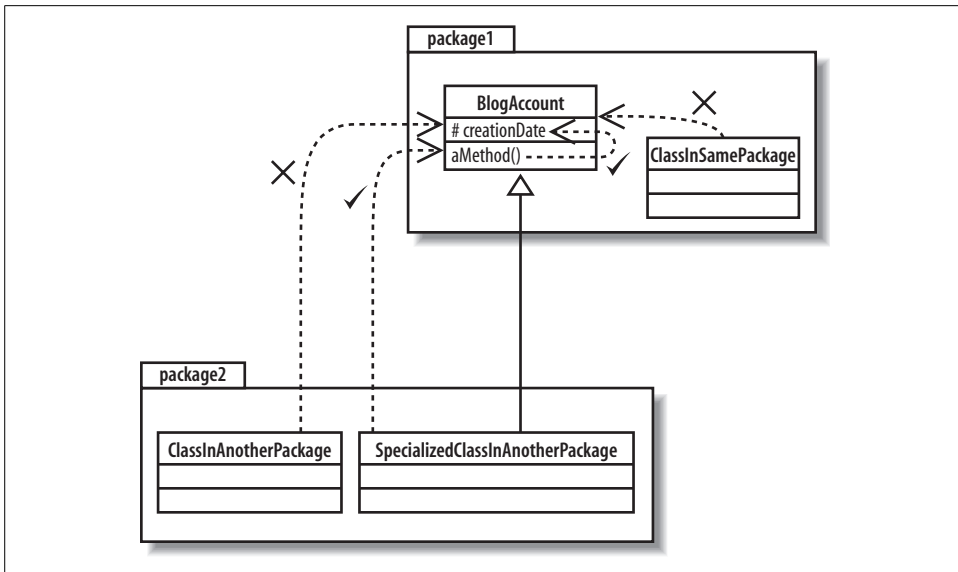 package1
BlogAccount
# creationDate
aMethod()
ClassInSamePackage
package2
ClassInAnotherPackage
SpecializedClassInAnotherPackage